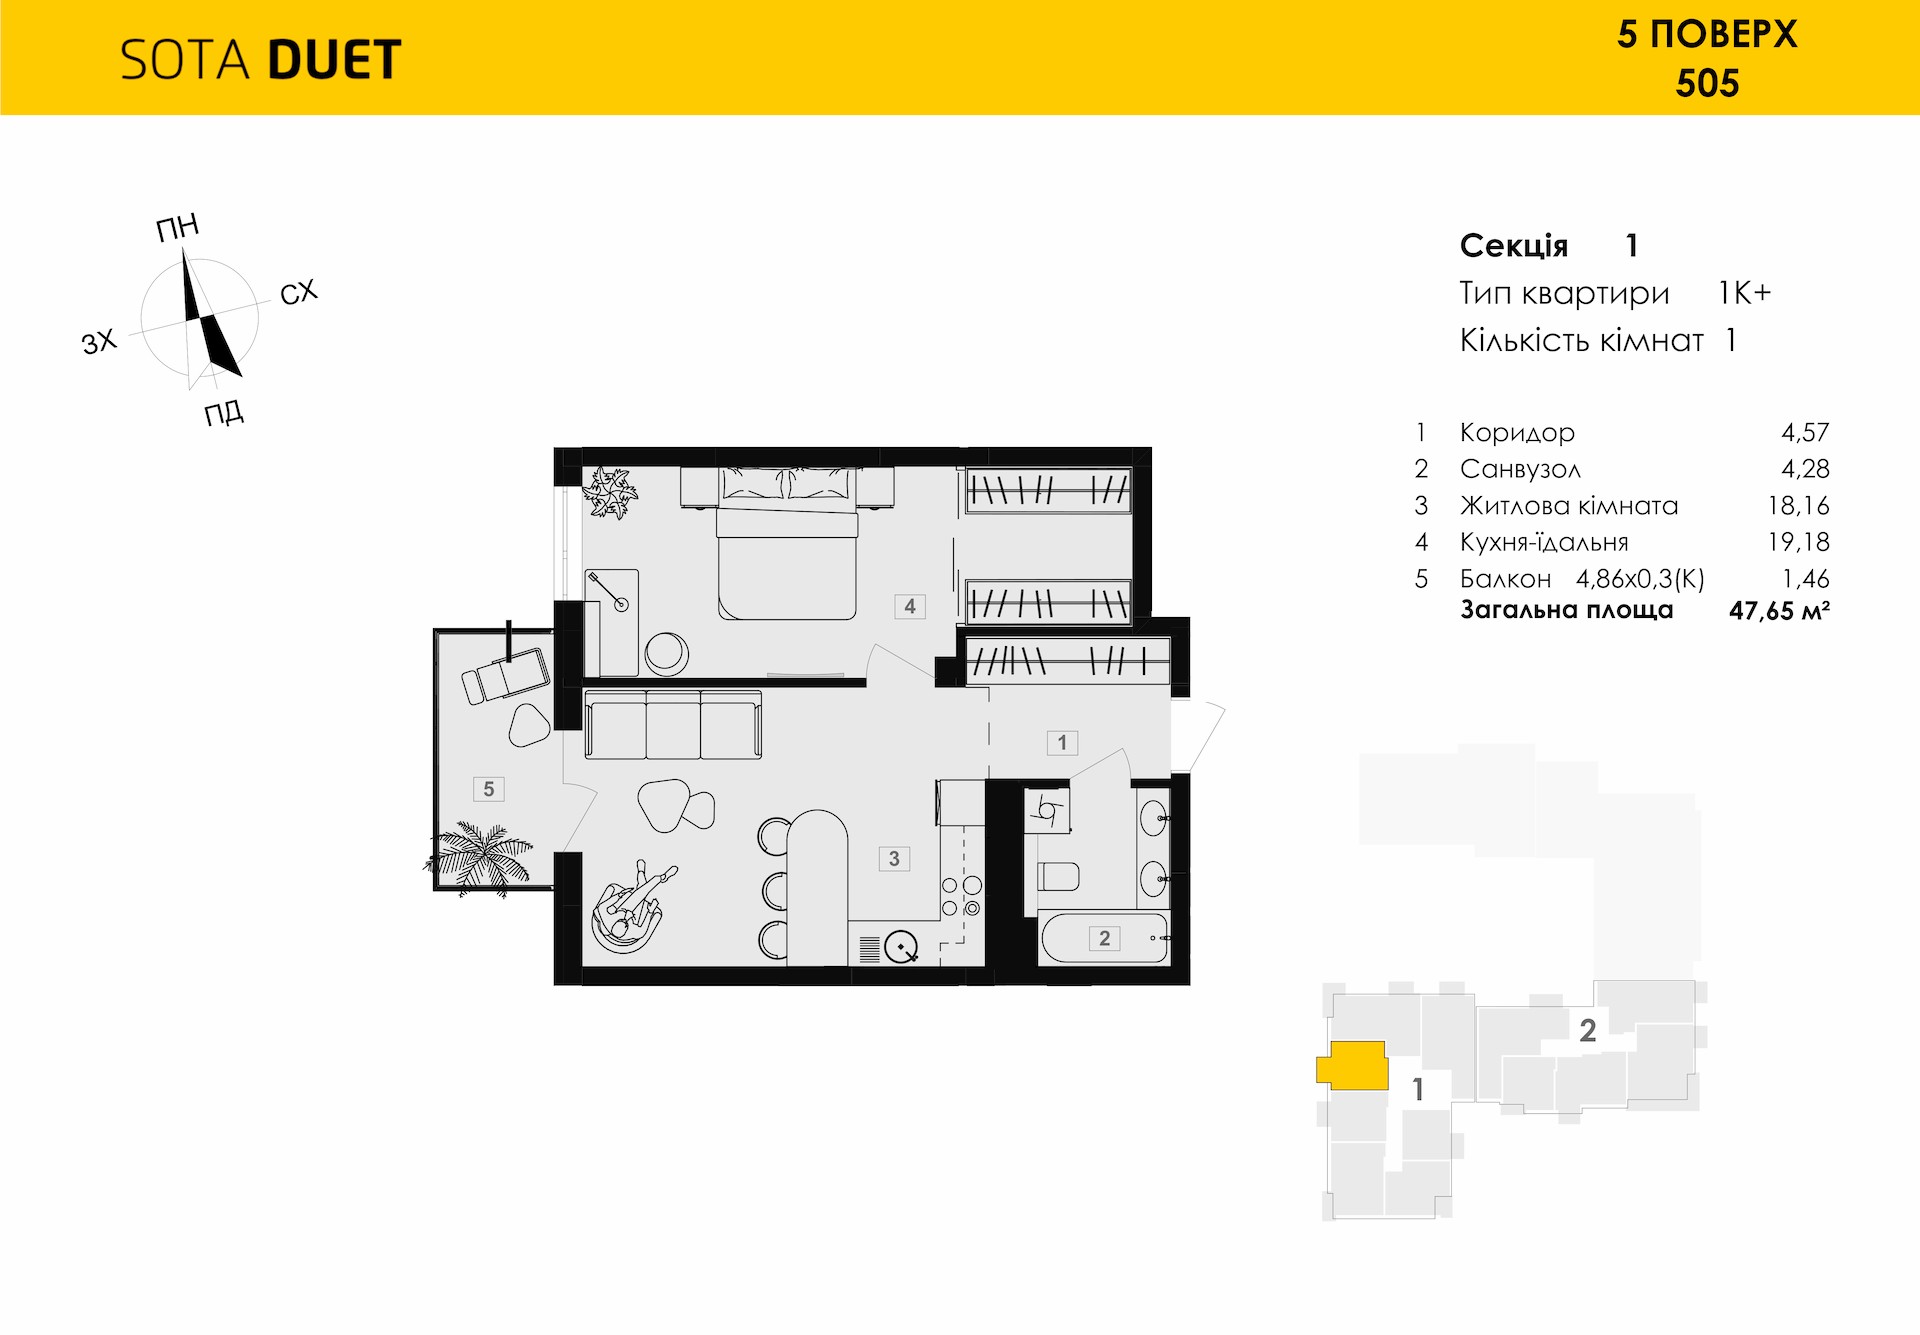 SOTA DUET
5 ПОВЕРХ
505
ПН
СХ
ЗХ
ПД
Секція 1
Тип квартири 1К+
Кількість кімнат 1
1 Коридор 4,57
2 Санвузол 4,28
3 Житлова кімната 18,16
4 Кухня-їдальня 19,18
5 Балкон 4,86х0,3(К) 1,46
Загальна площа 47,65 м²
4
1
5
3
2
2
1